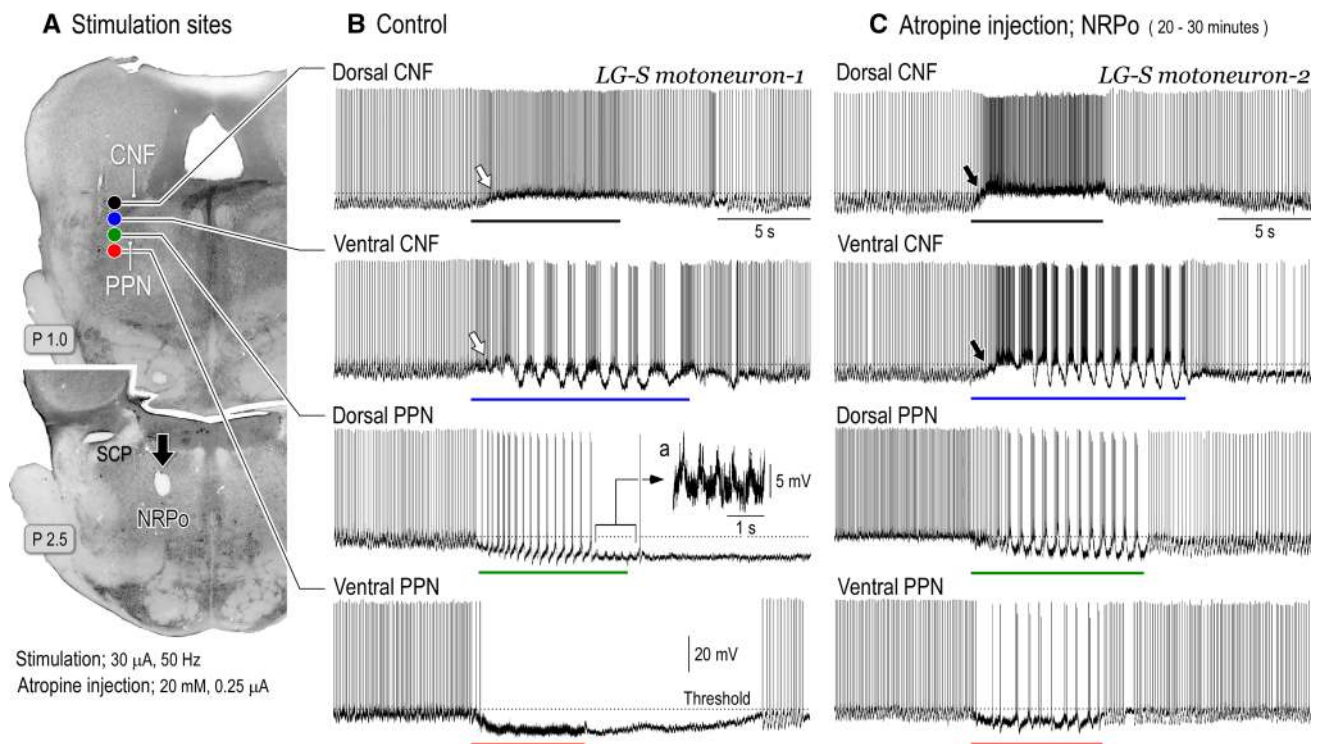 A Stimulation sites
CNF
PPN
P 1.0
SCP
NRPo
P 2.5
Stimulation; 30 µA, 50 Hz
Atropine injection; 20 mM, 0.25 µA
B Control
Dorsal CNF
LG-S motoneuron-1
5 s
Ventral CNF
Dorsal PPN
a
5 mV
1 s
Ventral PPN
20 mV
Threshold
C Atropine injection; NRPo ( 20 - 30 minutes )
Dorsal CNF
LG-S motoneuron-2
5 s
Ventral CNF
Dorsal PPN
Ventral PPN